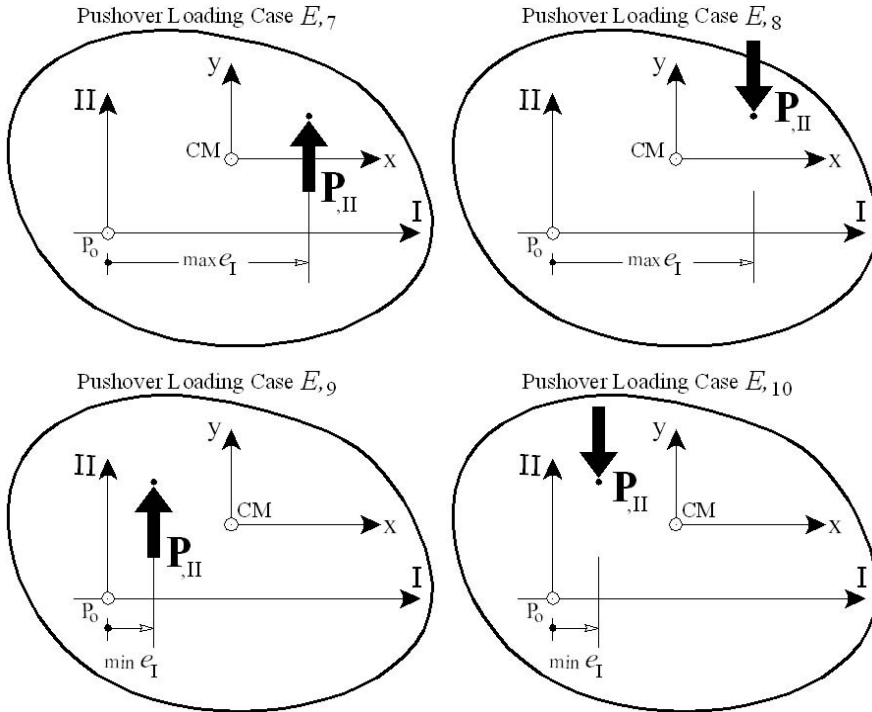 Pushover Loading Case E,7
y
II
CM
x
P,II
I
Po
max eI
Pushover Loading Case E,8
y
II
P,II
CM
x
I
Po
max eI
Pushover Loading Case E,9
y
II
CM
x
P,II
I
Po
min eI
Pushover Loading Case E,10
y
II
P,II
CM
x
I
Po
min eI